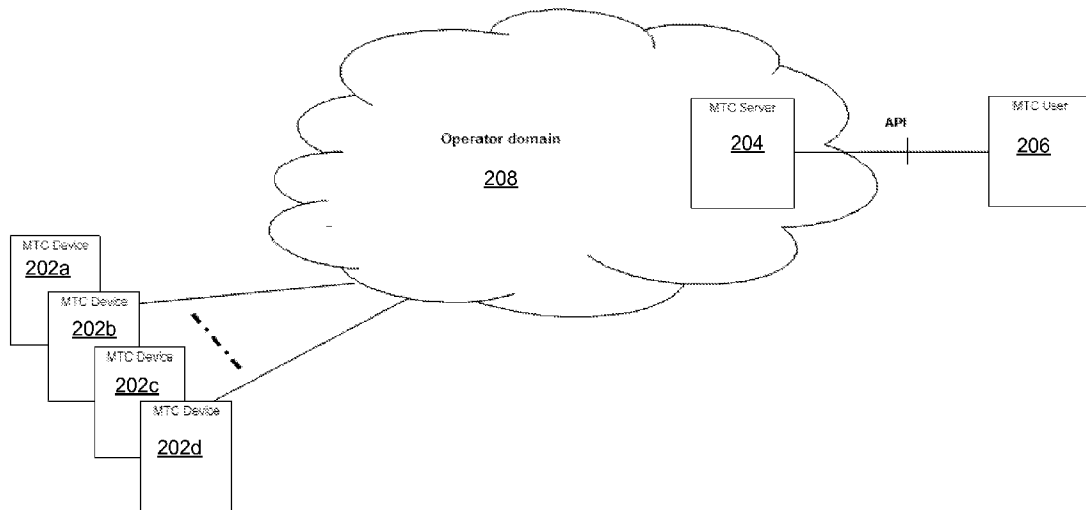 MTC Server
204
API
MTC User
206
Operator domain
208
MTC Device
202a
MTC Device
202b
MTC Device
202c
MTC Device
202d